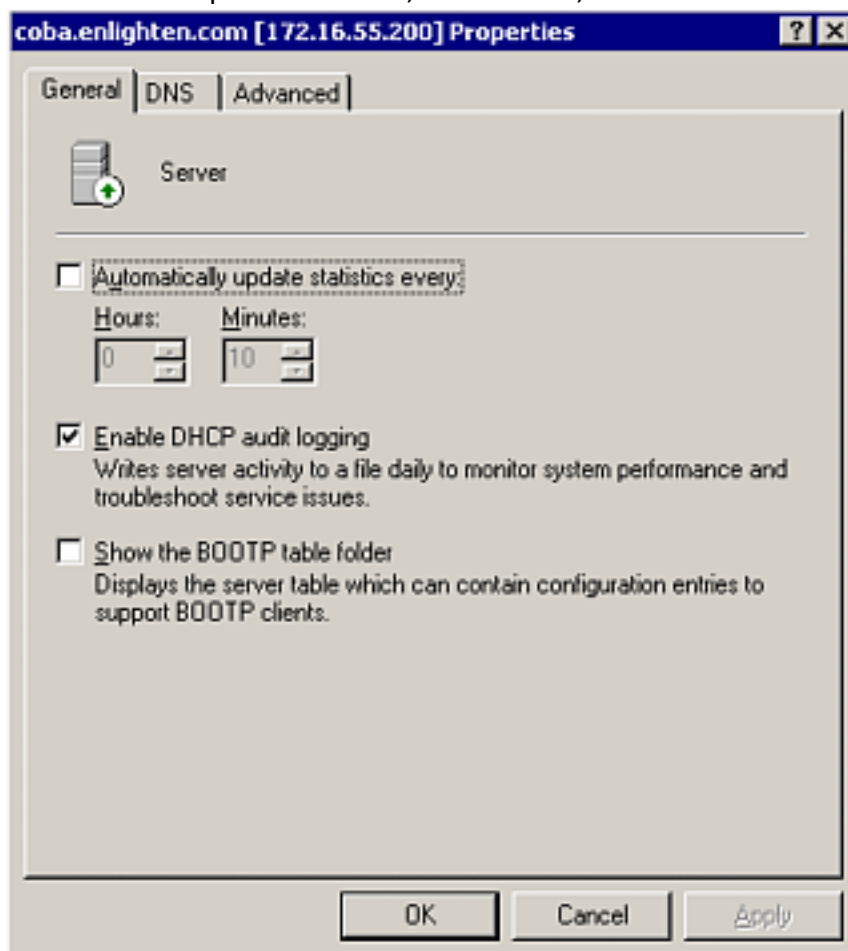 coba.enlighten.com [172.16.55.200] Properties
General DNS Advanced
Server
Automatically update statistics every:
Hours: Minutes:
0 10
Enable DHCP audit logging
Writes server activity to a file daily to monitor system performance and
troubleshoot service issues.
Show the BOOTP table folder
Displays the server table which can contain configuration entries to
support BOOTP clients.
OK Cancel Apply